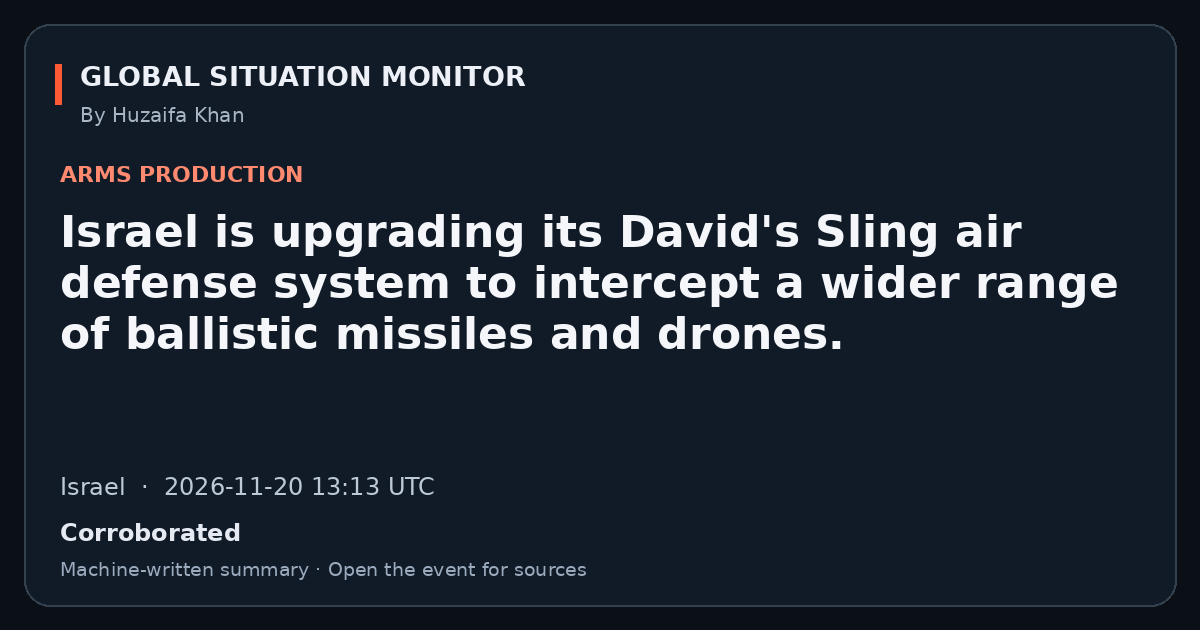 GLOBAL SITUATION MONITOR
By Huzaifa Khan
ARMS PRODUCTION
Israel is upgrading its David's Sling air
defense system to intercept a wider range
of ballistic missiles and drones.
Israel · 2026-11-20 13:13 UTC
Corroborated
Machine-written summary · Open the event for sources